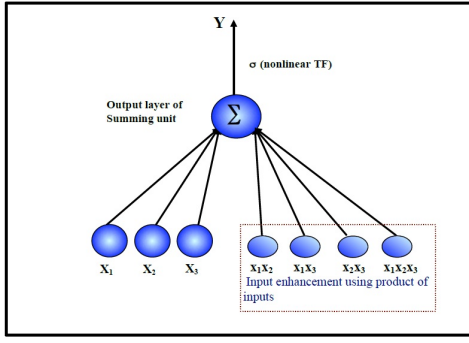 Y
σ (nonlinear TF)
Output layer of
Summing unit
Σ
X₁ X₂ X₃
x₁x₂ x₁x₃ x₂x₃ x₁x₂x₃
Input enhancement using product of
inputs